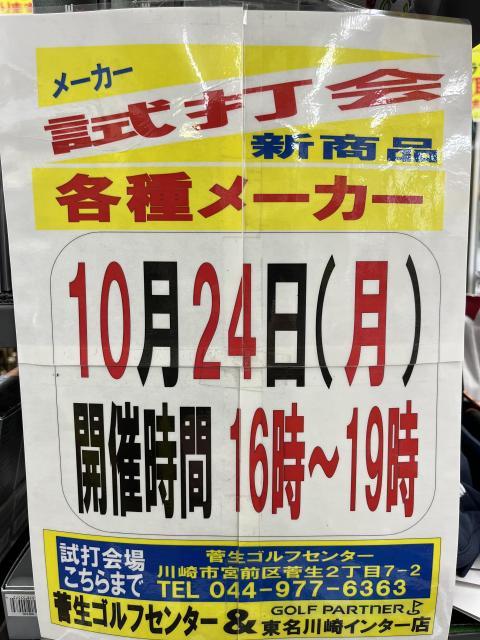 メーカー
試打会
新商品
各種メーカー
10月24日(月)
開催時間 16時～19時
試打会場
こちらまで
菅生ゴルフセンター
川崎市宮前区菅生2丁目7-2
TEL 044-977-6363
菅生ゴルフセンター &
GOLF PARTNER
東名川崎インター店